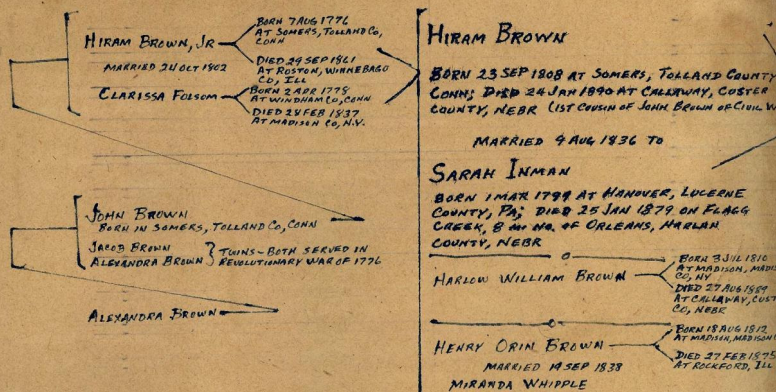 HIRAM BROWN, JR
BORN 7 AUG 1776
AT SOMERS, TOLLAND CO,
CONN
DIED 29 SEP 1861
AT ROSTON, WINNEBAGO
CO, ILL
MARRIED 24 OCT 1802
CLARISSA FOLSOM
BORN 2 APR 1778
AT WINDHAM CO, CONN
DIED 28 FEB 1837
AT MADISON CO, N.Y.
JOHN BROWN
BORN IN SOMERS, TOLLAND CO, CONN
JACOB BROWN
ALEXANDRA BROWN
TWINS - BOTH SERVED IN
REVOLUTIONARY WAR OF 1776
ALEXANDRA BROWN
HIRAM BROWN
BORN 23 SEP 1808 AT SOMERS, TOLLAND COUNTY
CONN; DIED 24 JAN 1890 AT CALLAWAY, CUSTER
COUNTY, NEBR (1ST COUSIN OF JOHN BROWN OF CIVIL W
MARRIED 4 AUG 1836 TO
SARAH INMAN
BORN 1 MAR 1799 AT HANOVER, LUCERNE
COUNTY, PA; DIED 25 JAN 1879 ON FLAGG
CREEK, 8 MI NO. OF ORLEANS, HARLAN
COUNTY, NEBR
HARLOW WILLIAM BROWN
BORN 3 JUL 1810
AT MADISON, MADIS
CO, NY
DIED 27 AUG 1889
AT CALLAWAY, CUST
CO, NEBR
HENRY ORIN BROWN
BORN 18 AUG 1812
AT MADISON, MADISON
DIED 27 FEB 1875
AT ROCKFORD, ILL
MARRIED 19 SEP 1838
MIRANDA WHIPPLE